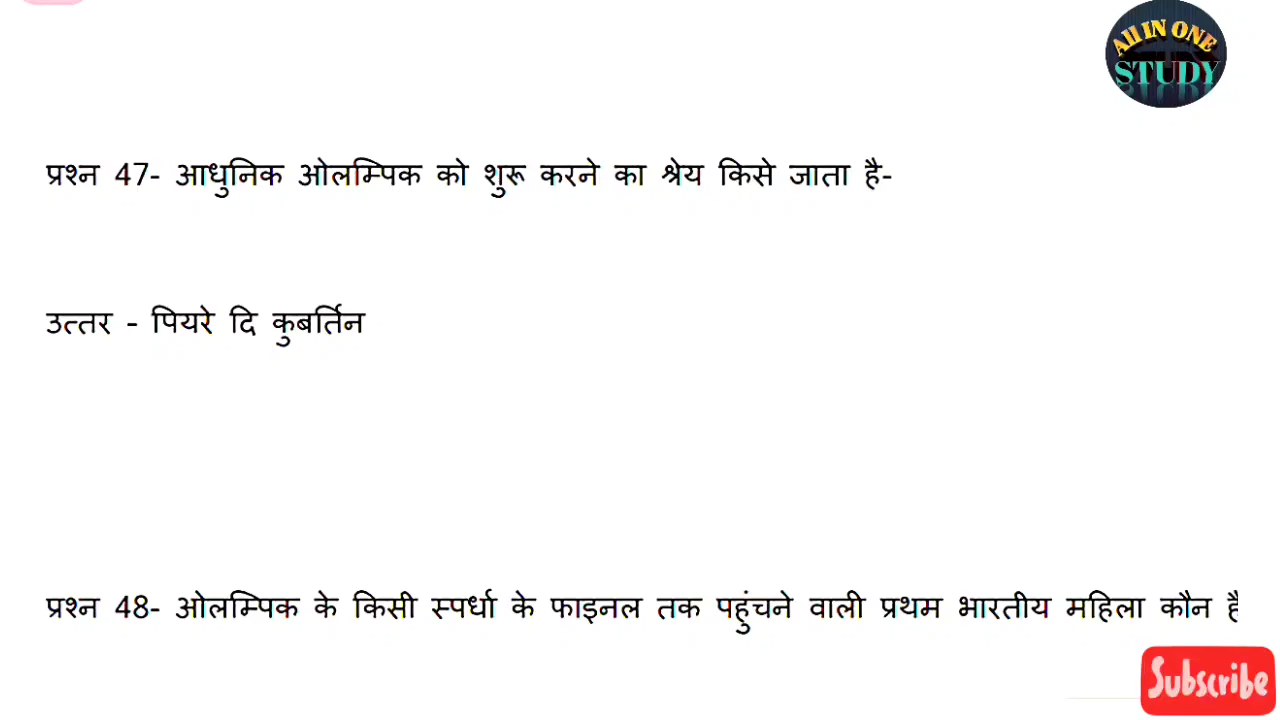 All IN ONE
STUDY
प्रश्न 47- आधुनिक ओलम्पिक को शुरू करने का श्रेय किसे जाता है-
उत्तर - पियरे दि कुबर्तिन
प्रश्न 48- ओलम्पिक के किसी स्पर्धा के फाइनल तक पहुंचने वाली प्रथम भारतीय महिला कौन है
Subscribe